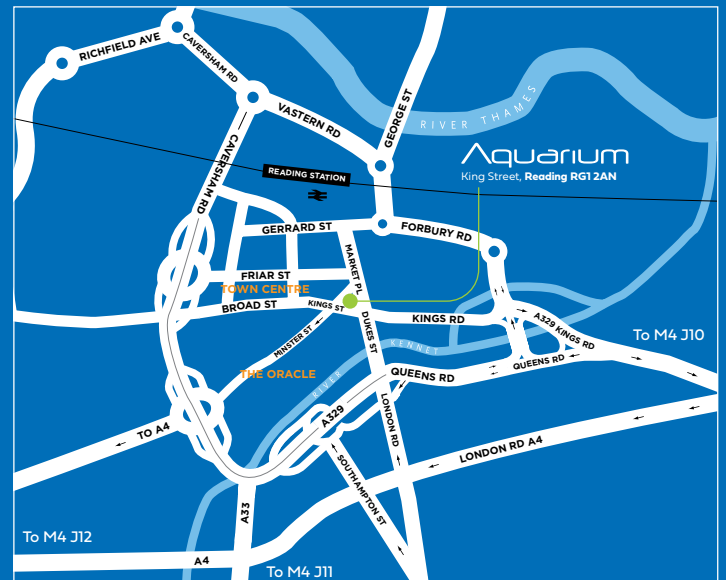 RICHFIELD AVE
CAVERSHAM RD
VASTERN RD
GEORGE ST
RIVER THAMES
CAVERSHAM RD
READING STATION
Aquarium
King Street, Reading RG1 2AN
GERRARD ST
FORBURY RD
MARKET PL
FRIAR ST
TOWN CENTRE
BROAD ST
KINGS ST
KINGS RD
A329 KINGS RD
To M4 J10
MINSTER ST
DUKES ST
RIVER KENNET
QUEENS RD
QUEENS RD
THE ORACLE
A329
LONDON RD
TO A4
LONDON RD A4
SOUTHAMPTON ST
A33
To M4 J12
A4
To M4 J11